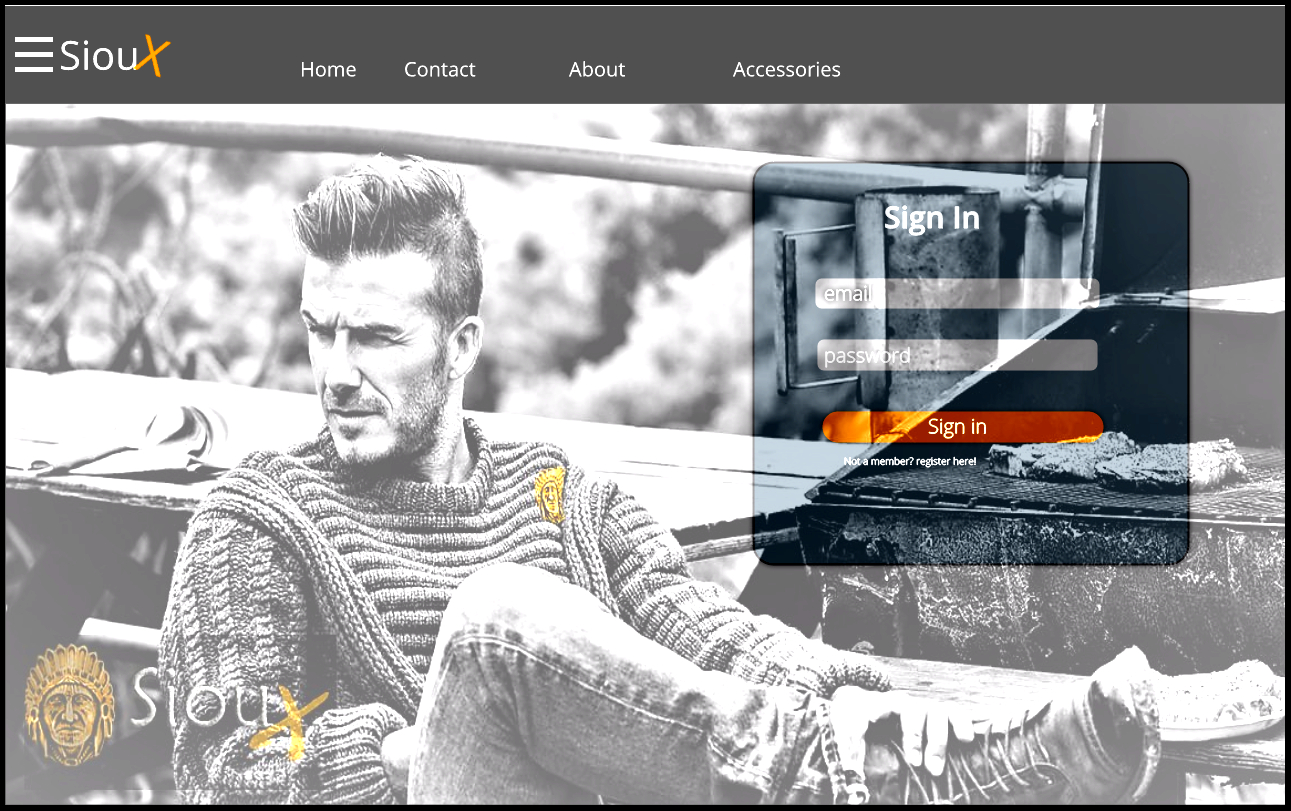 SiouX
Home Contact About Accessories
Sign In
email
password
Sign in
Not a member? register here!
SiouX